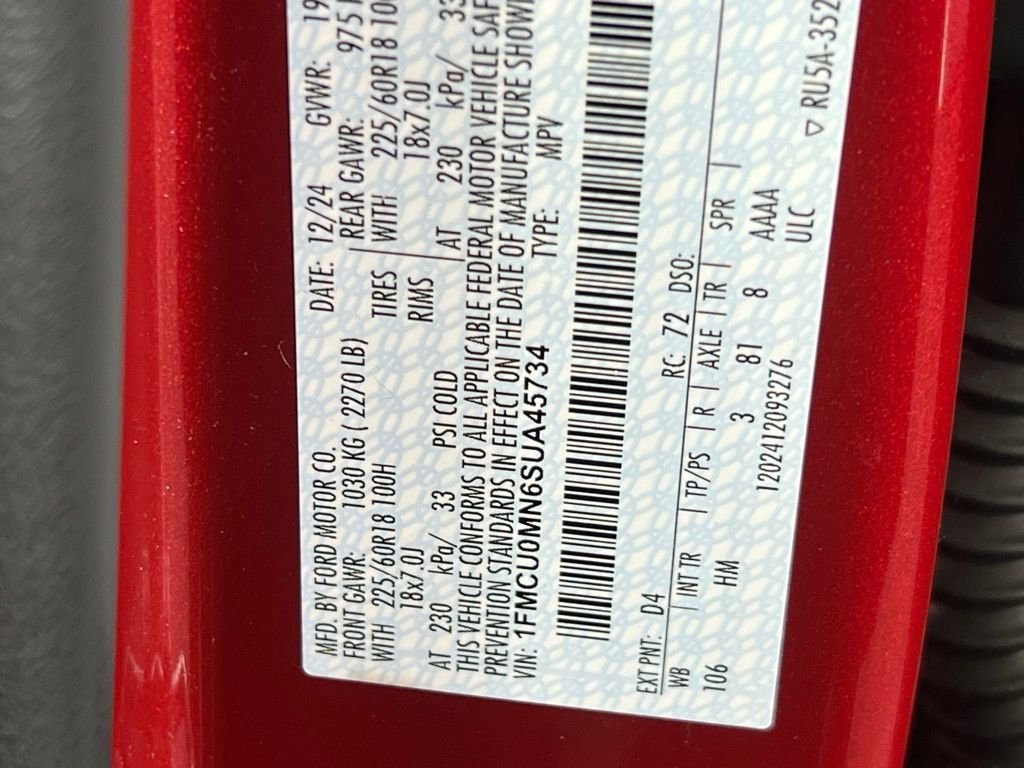 MFD. BY FORD MOTOR CO. DATE: 12/24 GVWR: 19
FRONT GAWR: 1030 KG ( 2270 LB) REAR GAWR: 975
WITH 225/60R18 100H TIRES WITH 225/60R18 10
18x7.0J RIMS 18x7.0J
AT 230 kPa/ 33 PSI COLD AT 230 kPa/ 33
THIS VEHICLE CONFORMS TO ALL APPLICABLE FEDERAL MOTOR VEHICLE SAF
PREVENTION STANDARDS IN EFFECT ON THE DATE OF MANUFACTURE SHOWN
VIN: 1FMCU0MN6SUA45734 TYPE: MPV
EXT PNT: D4 RC: 72 DSO:
WB | INT TR | TP/PS | R | AXLE | TR | SPR |
106 HM 3 81 8 AAAA
1202412093276 ULC
▽ RU5A-352